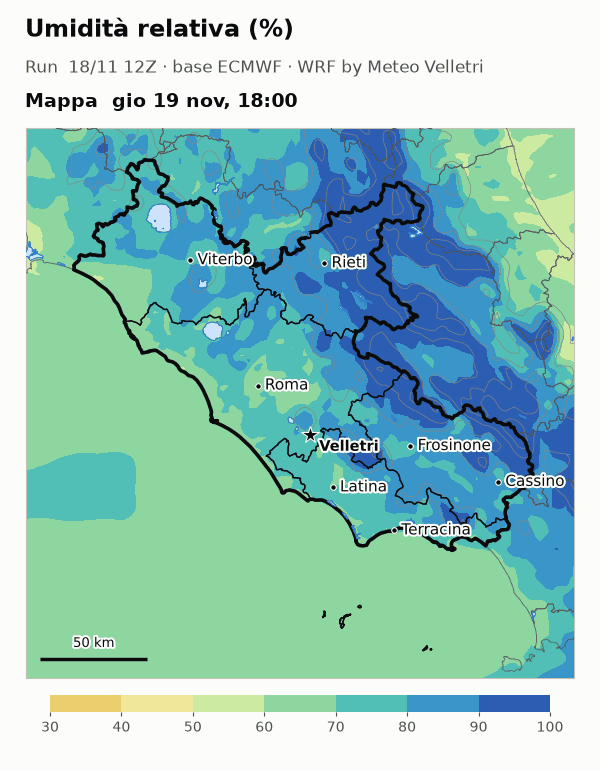 Umidità relativa (%)
Run  18/11 12Z · base ECMWF · WRF by Meteo Velletri
Mappa  gio 19 nov, 18:00
Viterbo
Rieti
Roma
Velletri
Frosinone
Cassino
Latina
Terracina
50 km
30 40 50 60 70 80 90 100